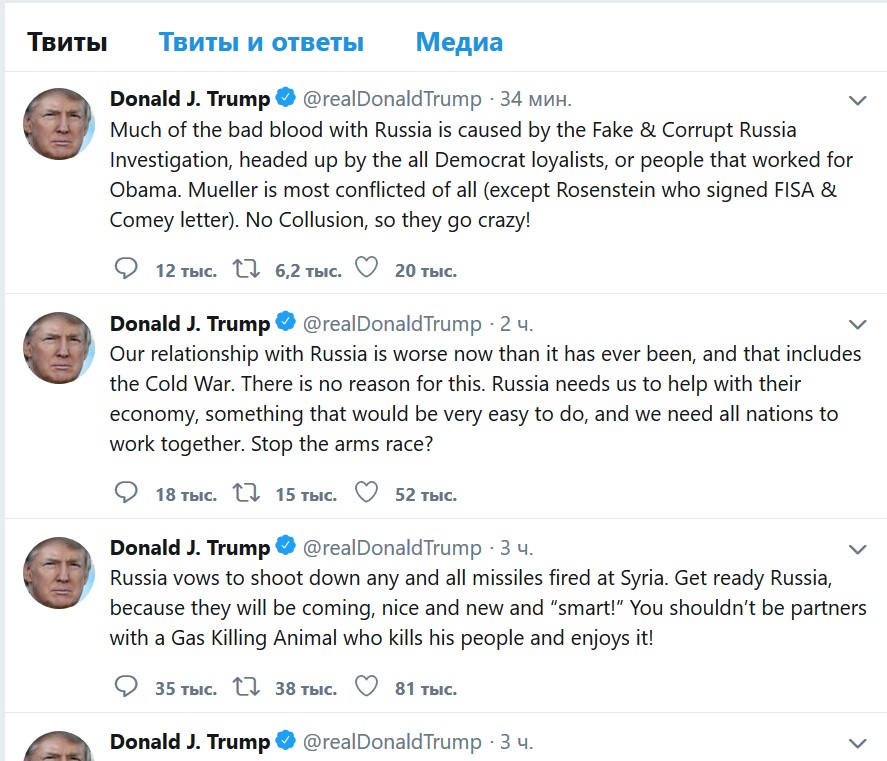 Твиты Твиты и ответы Медиа
Donald J. Trump @realDonaldTrump · 34 мин.
Much of the bad blood with Russia is caused by the Fake & Corrupt Russia
Investigation, headed up by the all Democrat loyalists, or people that worked for
Obama. Mueller is most conflicted of all (except Rosenstein who signed FISA &
Comey letter). No Collusion, so they go crazy!
12 тыс. 6,2 тыс. 20 тыс.
Donald J. Trump @realDonaldTrump · 2 ч.
Our relationship with Russia is worse now than it has ever been, and that includes
the Cold War. There is no reason for this. Russia needs us to help with their
economy, something that would be very easy to do, and we need all nations to
work together. Stop the arms race?
18 тыс. 15 тыс. 52 тыс.
Donald J. Trump @realDonaldTrump · 3 ч.
Russia vows to shoot down any and all missiles fired at Syria. Get ready Russia,
because they will be coming, nice and new and “smart!” You shouldn’t be partners
with a Gas Killing Animal who kills his people and enjoys it!
35 тыс. 38 тыс. 81 тыс.
Donald J. Trump @realDonaldTrump · 3 ч.